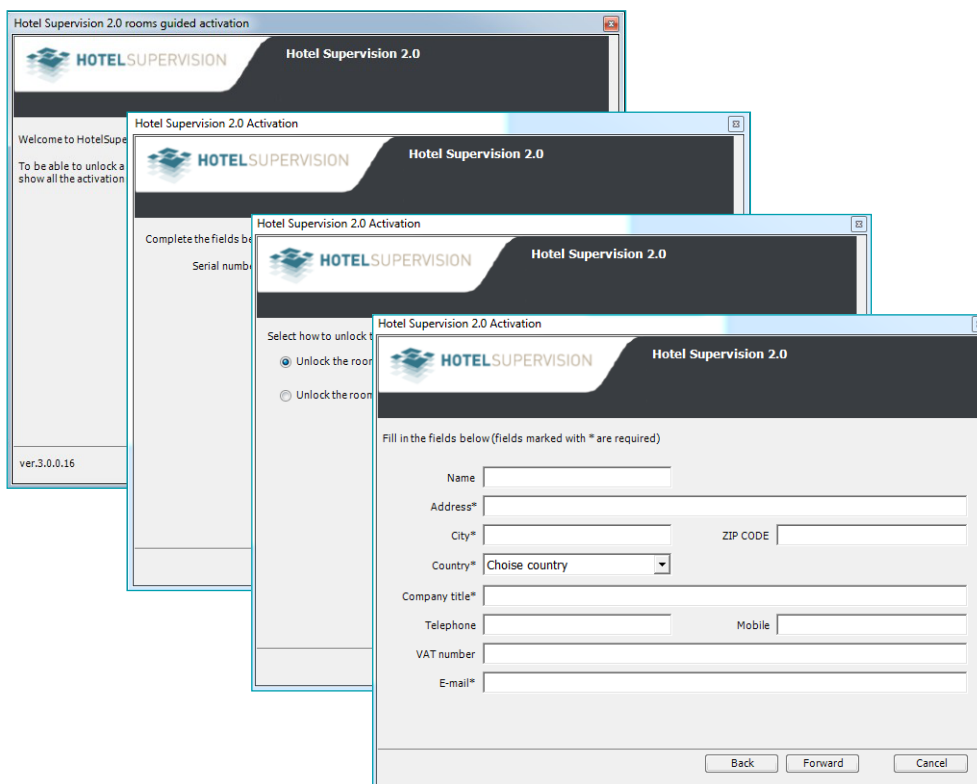 Hotel Supervision 2.0 rooms guided activation
HOTELSUPERVISION
Hotel Supervision 2.0
Welcome to HotelSupe
To be able to unlock a
show all the activation
ver.3.0.0.16
Hotel Supervision 2.0 Activation
HOTELSUPERVISION
Hotel Supervision 2.0
Complete the fields be
Serial numbe
Hotel Supervision 2.0 Activation
HOTELSUPERVISION
Hotel Supervision 2.0
Select how to unlock t
Unlock the roor
Unlock the room
Hotel Supervision 2.0 Activation
HOTELSUPERVISION
Hotel Supervision 2.0
Fill in the fields below (fields marked with * are required)
Name
Address*
City* ZIP CODE
Country* Choise country
Company title*
Telephone Mobile
VAT number
E-mail*
Back Forward Cancel